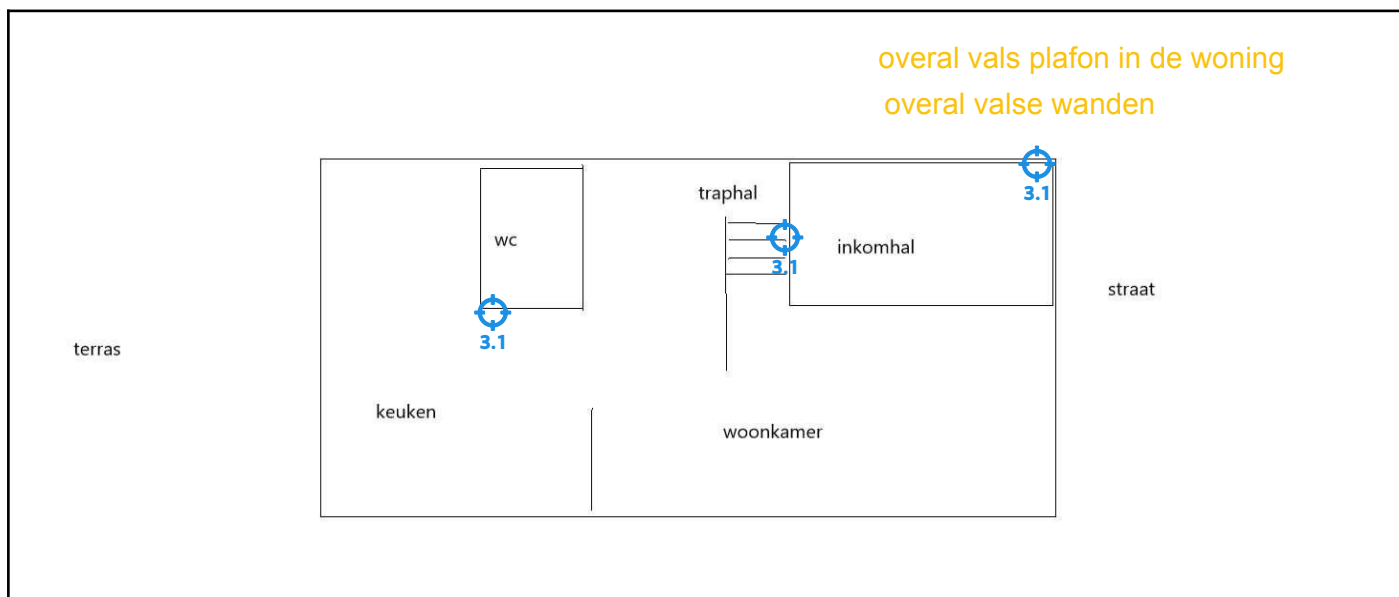 overal vals plafon in de woning
overal valse wanden
3.1
traphal
wc
inkomhal
3.1
straat
3.1
terras
keuken
woonkamer